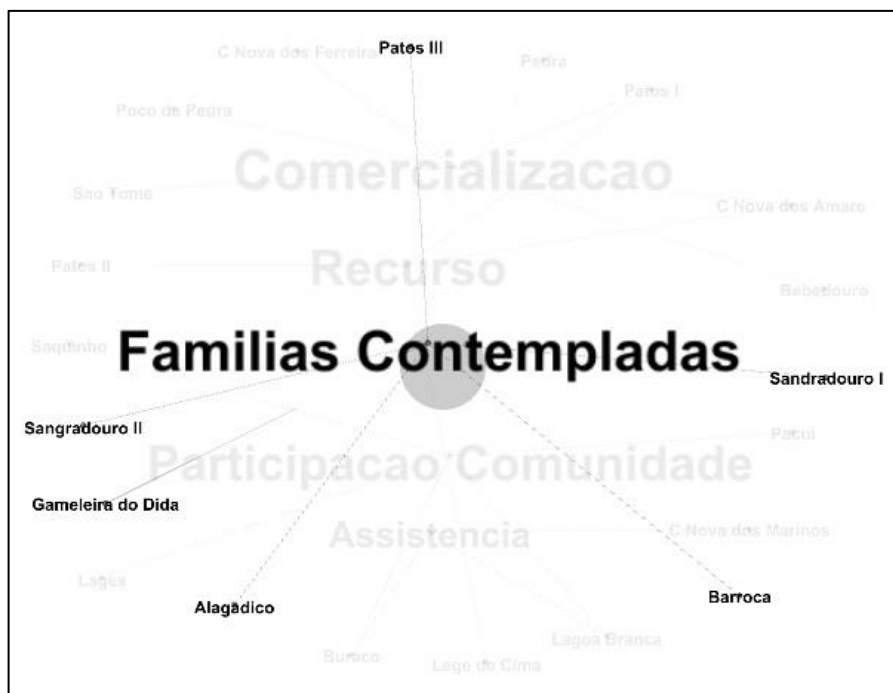 Patos III
C Nova dos Ferreira
Pedra
Patos I
Poco de Pedra
Comercializacao
Sao Tome
C Nova dos Amaro
Patos II
Recurso
Bebedouro
Saquinho
Familias Contempladas
Sandradouro I
Sangradouro II
Pacui
Participacao Comunidade
Gameleira do Dida
Assistencia
C Nova dos Marinos
Lages
Alagadico
Barroca
Buraco
Lagoa Branca
Lage de Cima